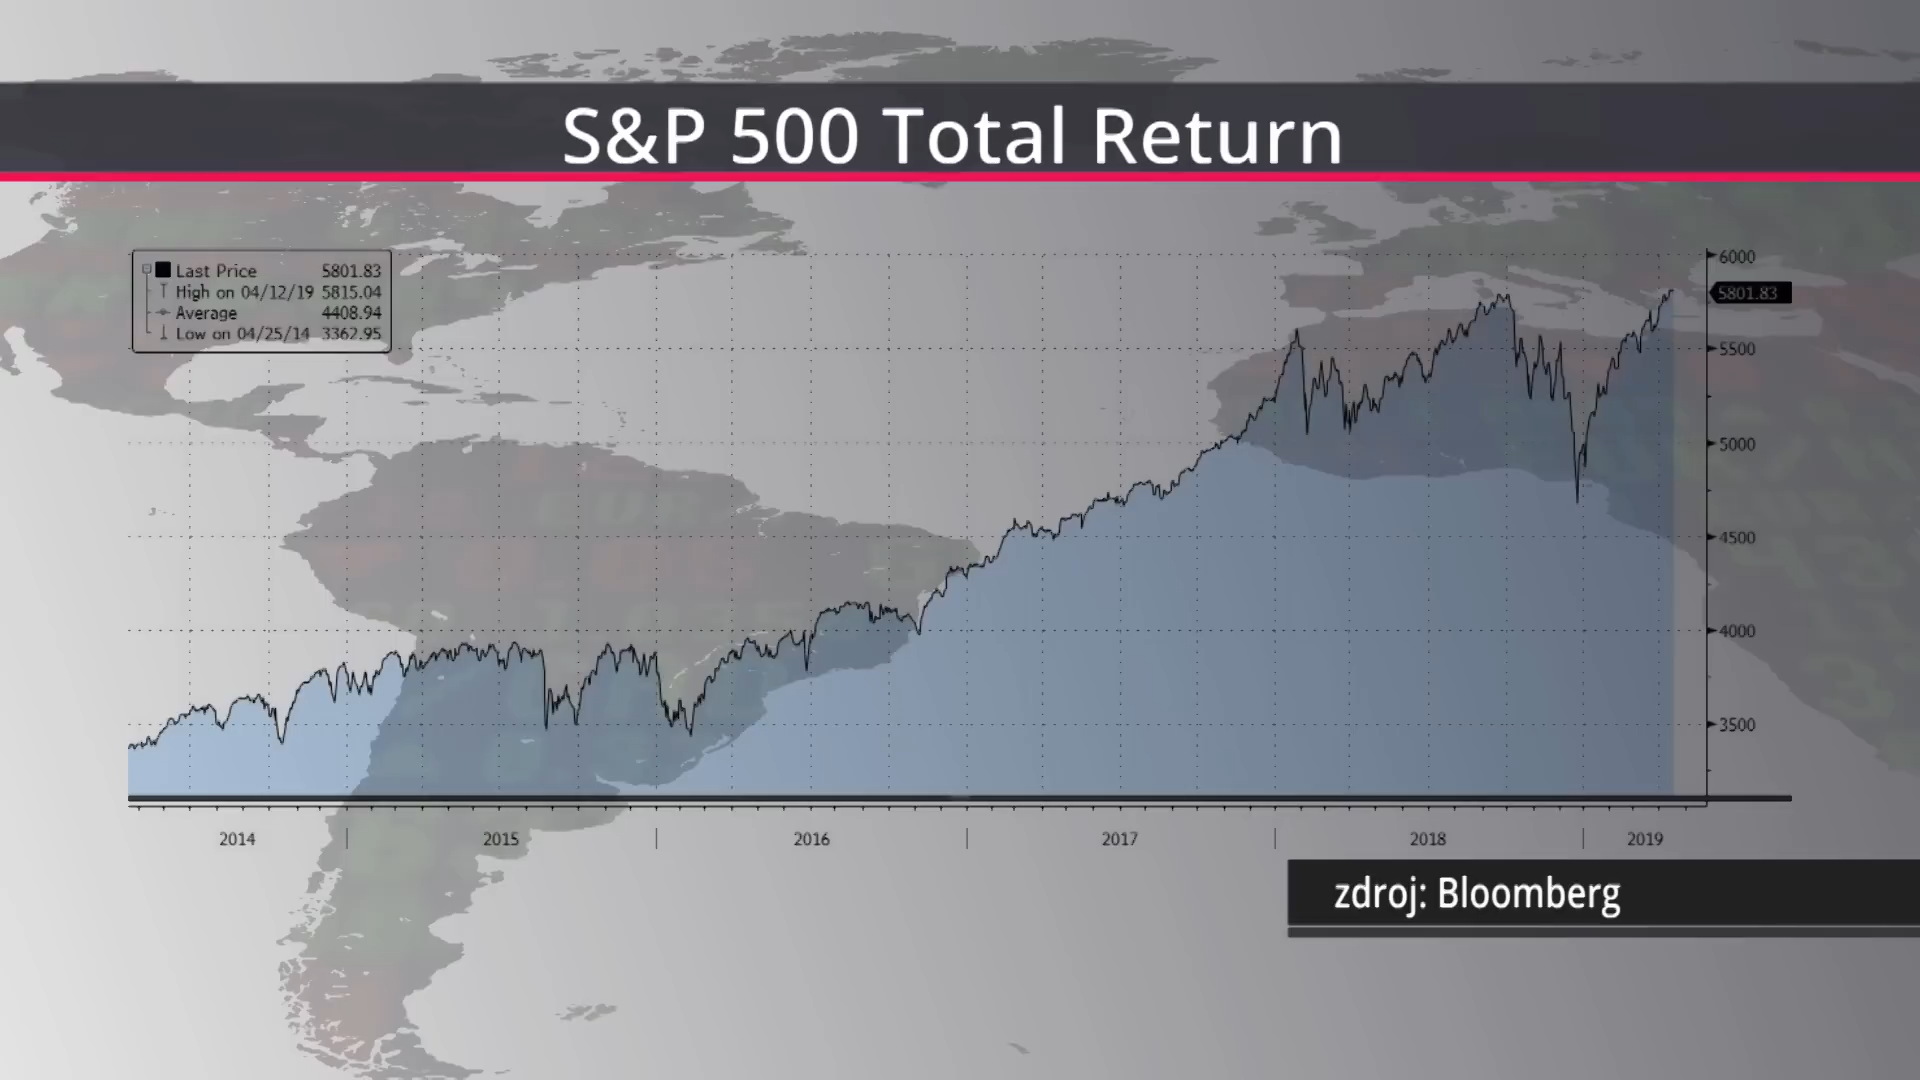 S&P 500 Total Return
Last Price 5801.83
High on 04/12/19 5815.04
Average 4408.94
Low on 04/25/14 3362.95
6000
5801.83
5500
5000
4500
4000
3500
2014 2015 2016 2017 2018 2019
zdroj: Bloomberg